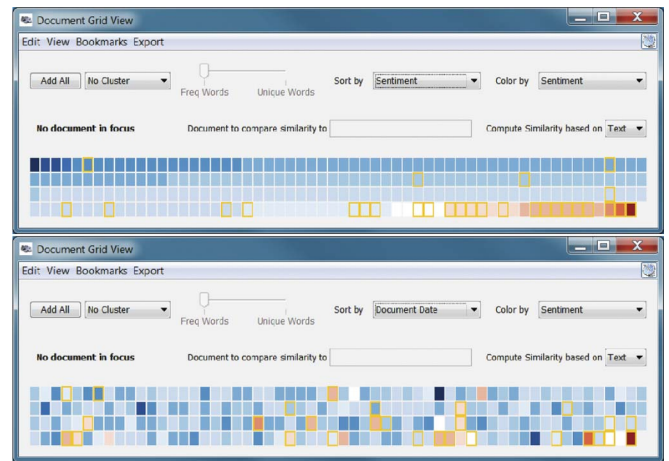 Document Grid View
Edit View Bookmarks Export
Add All No Cluster Freq Words Unique Words Sort by Sentiment Color by Sentiment
No document in focus Document to compare similarity to Compute Similarity based on Text
Document Grid View
Edit View Bookmarks Export
Add All No Cluster Freq Words Unique Words Sort by Document Date Color by Sentiment
No document in focus Document to compare similarity to Compute Similarity based on Text